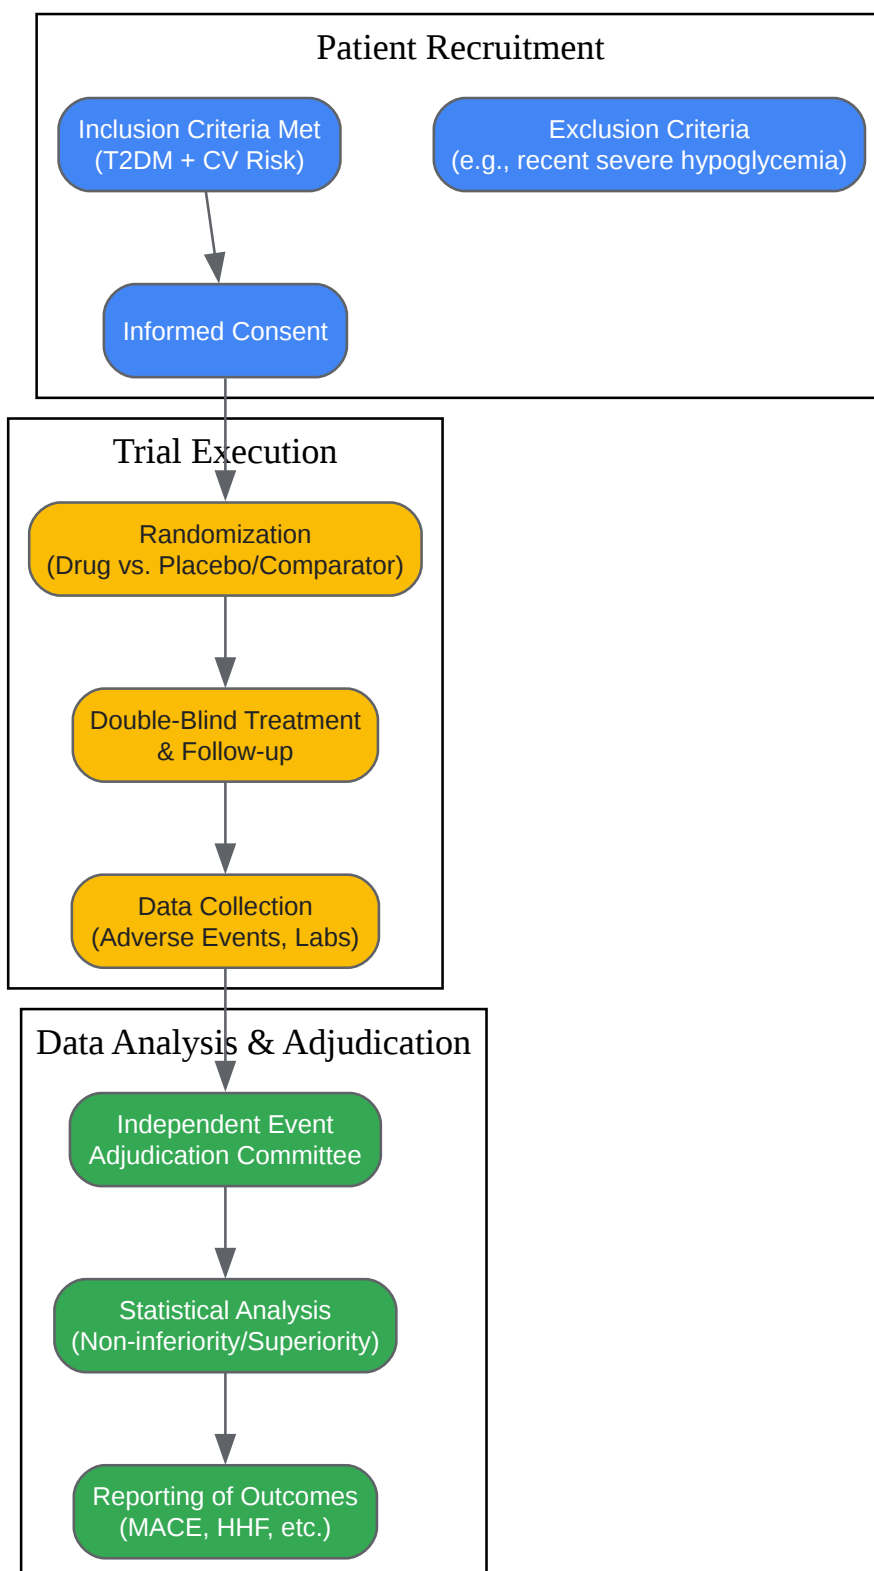 Patient Recruitment
Inclusion Criteria Met
(T2DM + CV Risk)
Exclusion Criteria
(e.g., recent severe hypoglycemia)
Informed Consent
Trial Execution
Randomization
(Drug vs. Placebo/Comparator)
Double-Blind Treatment
& Follow-up
Data Collection
(Adverse Events, Labs)
Data Analysis & Adjudication
Independent Event
Adjudication Committee
Statistical Analysis
(Non-inferiority/Superiority)
Reporting of Outcomes
(MACE, HHF, etc.)